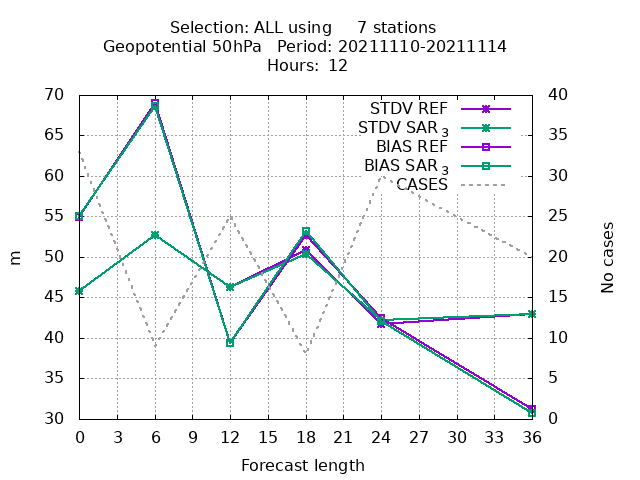 Selection: ALL using 7 stations
Geopotential 50hPa Period: 20211110-20211114
Hours: 12
70
65
60
55
50
45
40
35
30
m
40
35
30
25
20
15
10
5
0
No cases
STDV REF
STDV SAR 3
BIAS REF
BIAS SAR 3
CASES
0 3 6 9 12 15 18 21 24 27 30 33 36
Forecast length